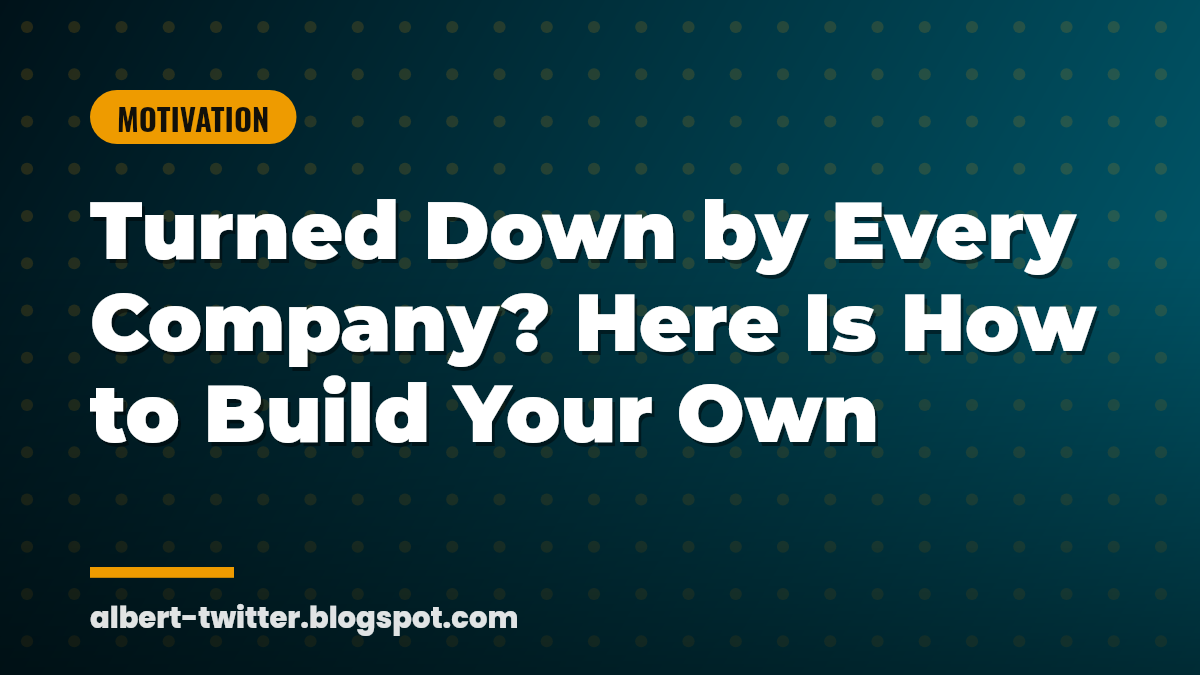 MOTIVATION
Turned Down by Every
Company? Here Is How
to Build Your Own
albert-twitter.blogspot.com